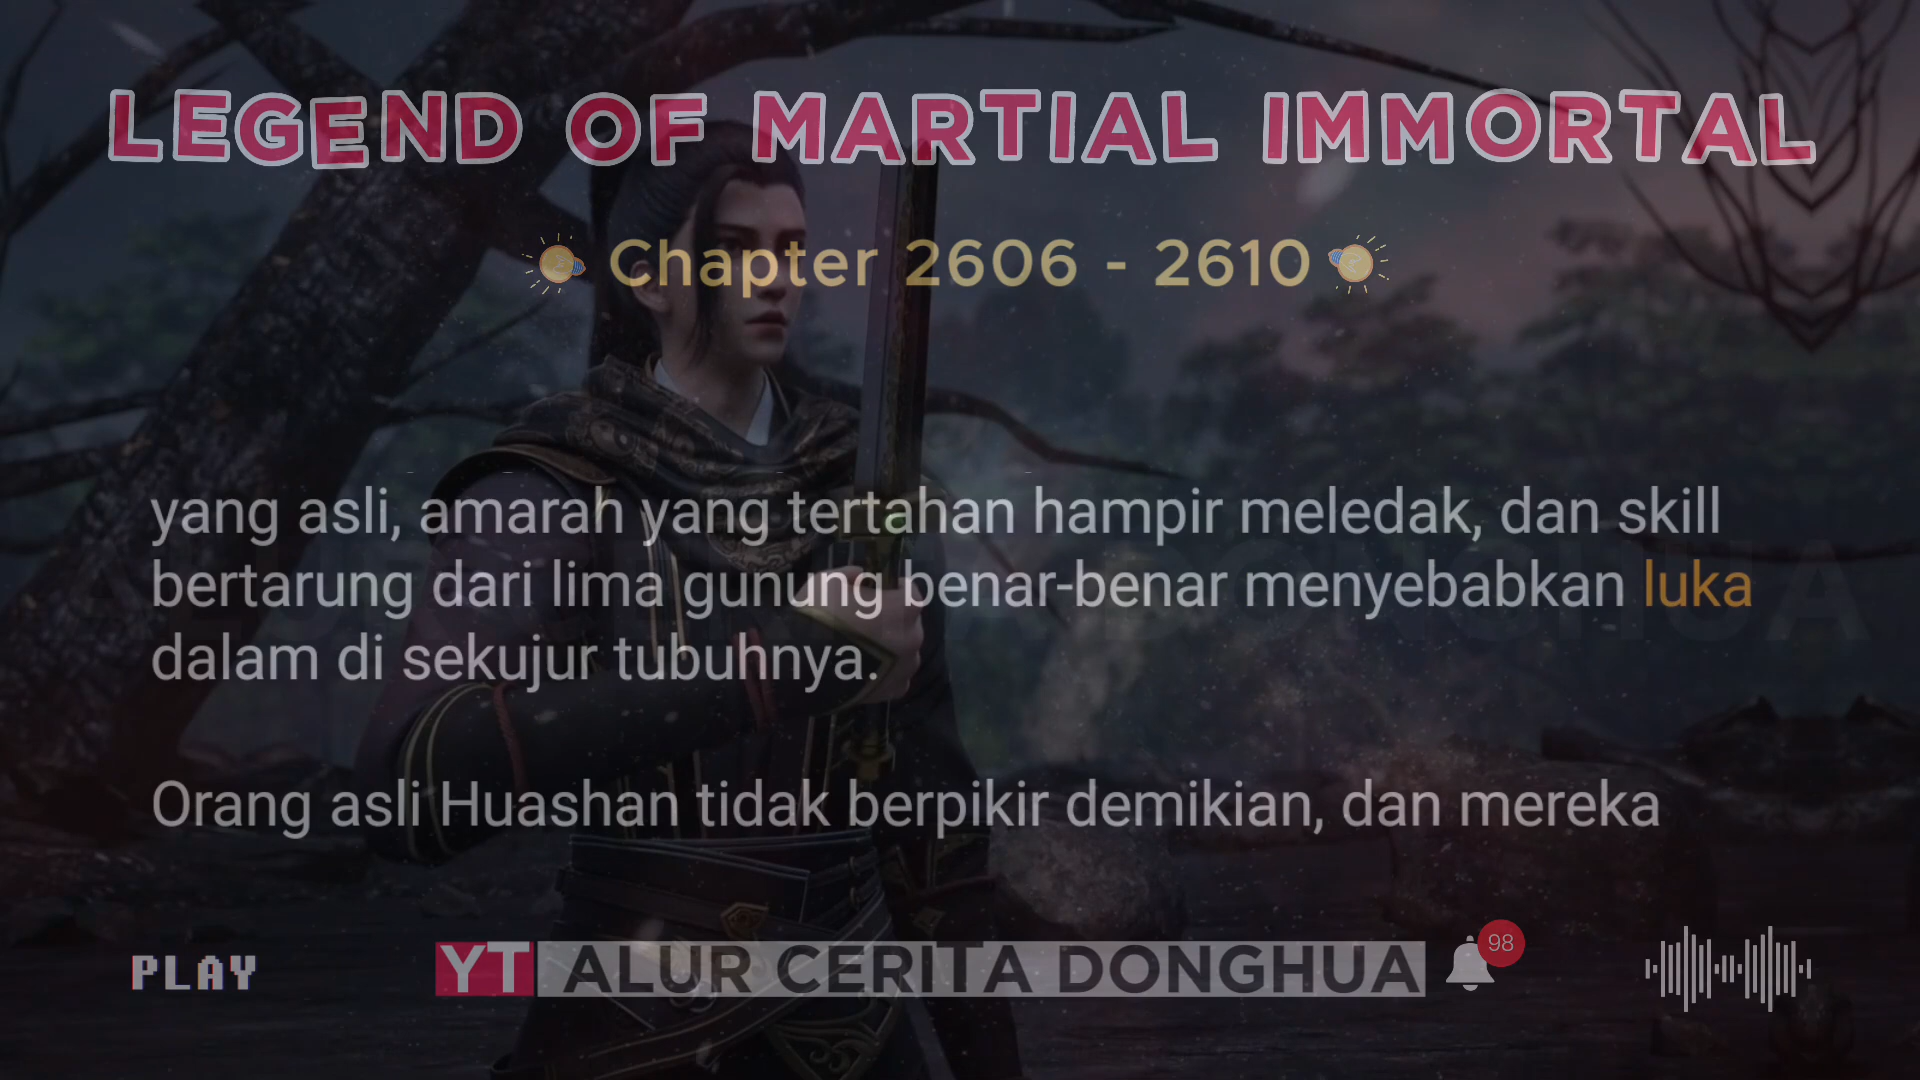 LEGEND OF MARTIAL IMMORTAL
Chapter 2606 - 2610
yang asli, amarah yang tertahan hampir meledak, dan skill
bertarung dari lima gunung benar-benar menyebabkan luka
dalam di sekujur tubuhnya.
Orang asli Huashan tidak berpikir demikian, dan mereka
PLAY
YT ALUR CERITA DONGHUA
98